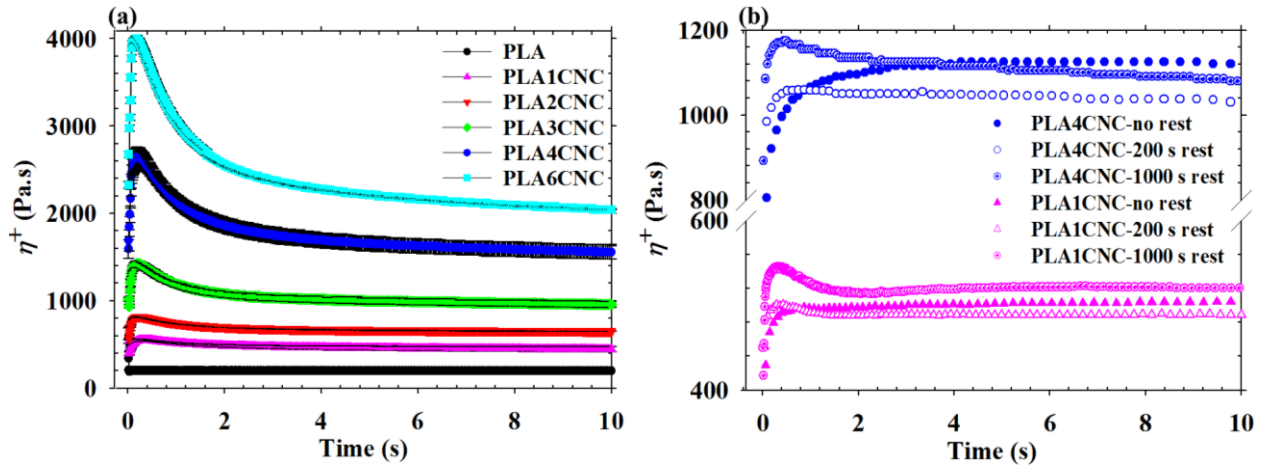 (a)
η⁺ (Pa.s)
4000
3000
2000
1000
0
0 2 4 6 8 10
Time (s)
PLA
PLA1CNC
PLA2CNC
PLA3CNC
PLA4CNC
PLA6CNC
(b)
η⁺ (Pa.s)
1200
1000
800
600
400
0 2 4 6 8 10
Time (s)
PLA4CNC-no rest
PLA4CNC-200 s rest
PLA4CNC-1000 s rest
PLA1CNC-no rest
PLA1CNC-200 s rest
PLA1CNC-1000 s rest